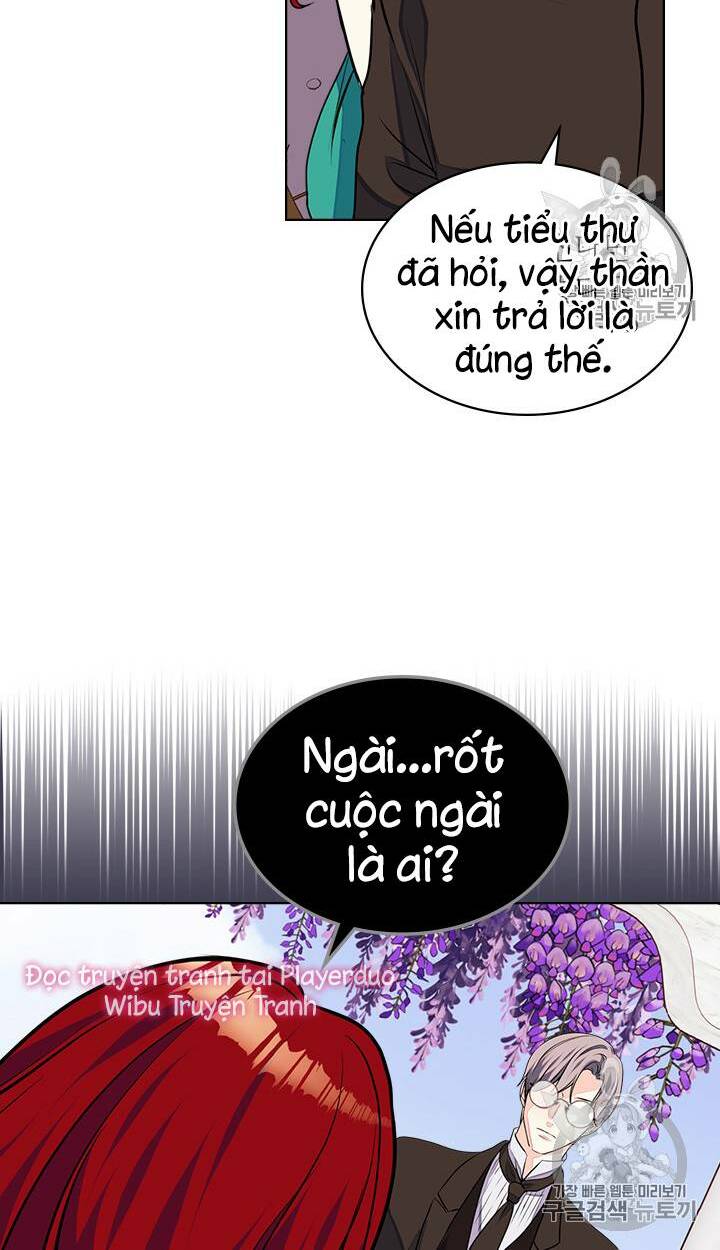 Nếu tiểu thư
đã hỏi, vậy thần
xin trả lời là
đúng thế.
Ngài...rốt
cuộc ngài
là ai?
Đọc truyện tranh tại Playerduo
Wibu Truyện Tranh
가장 빠른 웹툰 미리보기
구글검색 뉴토끼